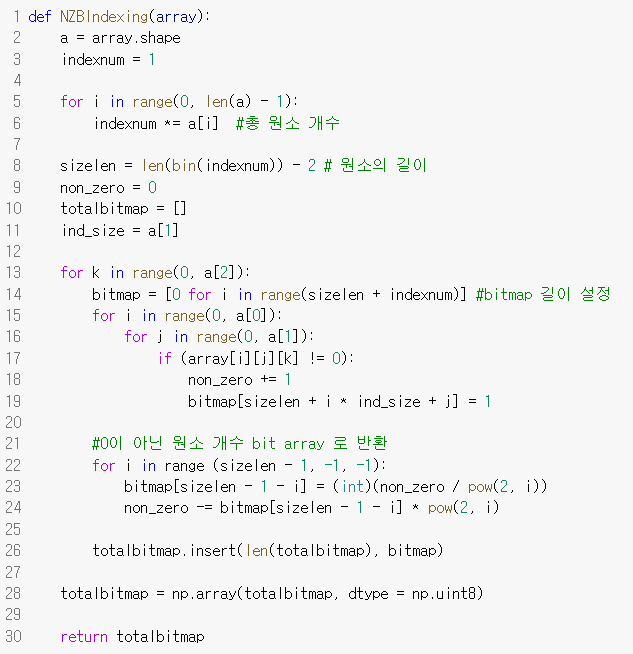 1 def NZBIndexing(array):
2     a = array.shape
3     indexnum = 1
4
5     for i in range(0, len(a) - 1):
6         indexnum *= a[i]  #총 원소 개수
7
8     sizelen = len(bin(indexnum)) - 2 # 원소의 길이
9     non_zero = 0
10     totalbitmap = []
11     ind_size = a[1]
12
13     for k in range(0, a[2]):
14         bitmap = [0 for i in range(sizelen + indexnum)] #bitmap 길이 설정
15         for i in range(0, a[0]):
16             for j in range(0, a[1]):
17                 if (array[i][j][k] != 0):
18                     non_zero += 1
19                     bitmap[sizelen + i * ind_size + j] = 1
20
21         #0이 아닌 원소 개수 bit array 로 반환
22         for i in range (sizelen - 1, -1, -1):
23             bitmap[sizelen - 1 - i] = (int)(non_zero / pow(2, i))
24             non_zero -= bitmap[sizelen - 1 - i] * pow(2, i)
25
26         totalbitmap.insert(len(totalbitmap), bitmap)
27
28     totalbitmap = np.array(totalbitmap, dtype = np.uint8)
29
30     return totalbitmap